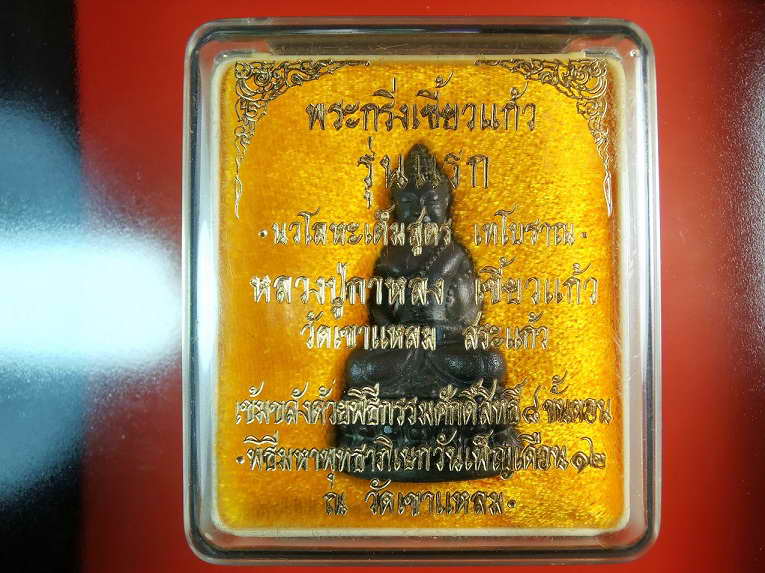 พระกริ่งเขี้ยวแก้ว
รุ่นแรก
·นวโลหะเต็มสูตร เทโบราณ·
หลวงปู่กาหลง เขี้ยวแก้ว
วัดเขาแหลม สระแก้ว
เข้มขลังด้วยพิธีกรรมศักดิ์สิทธิ์ ๔ ขั้นตอน
·พิธีมหาพุทธาภิเษกวันเพ็ญเดือน ๑๒
ณ วัดเขาแหลม·